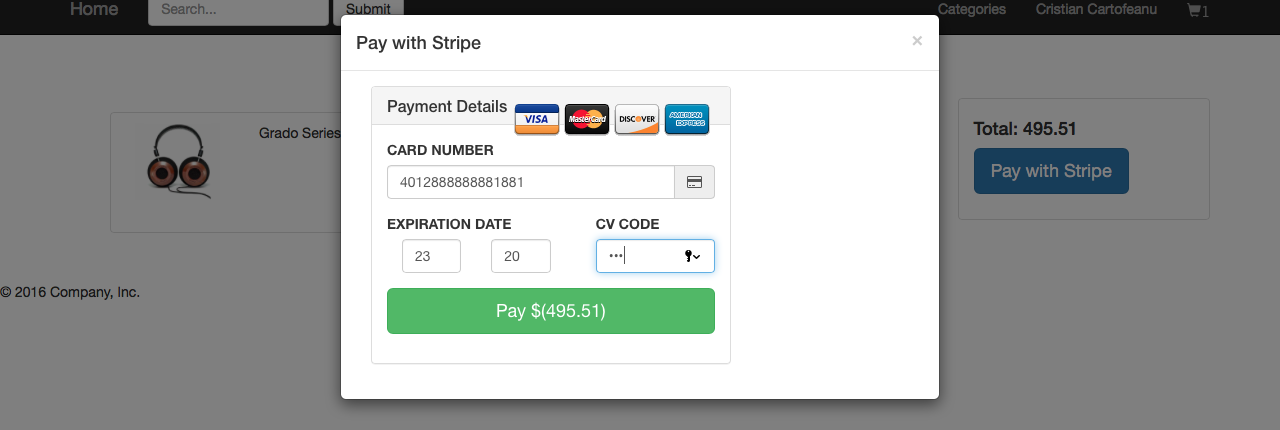 Home
Search...
Submit
Categories
Cristian Cartofeanu
1
Pay with Stripe
×
Payment Details
VISA
MasterCard
DISCOVER
AMERICAN
EXPRESS
CARD NUMBER
4012888888881881
EXPIRATION DATE
CV CODE
23
20
•••
Pay $(495.51)
Grado Series
Total: 495.51
Pay with Stripe
© 2016 Company, Inc.